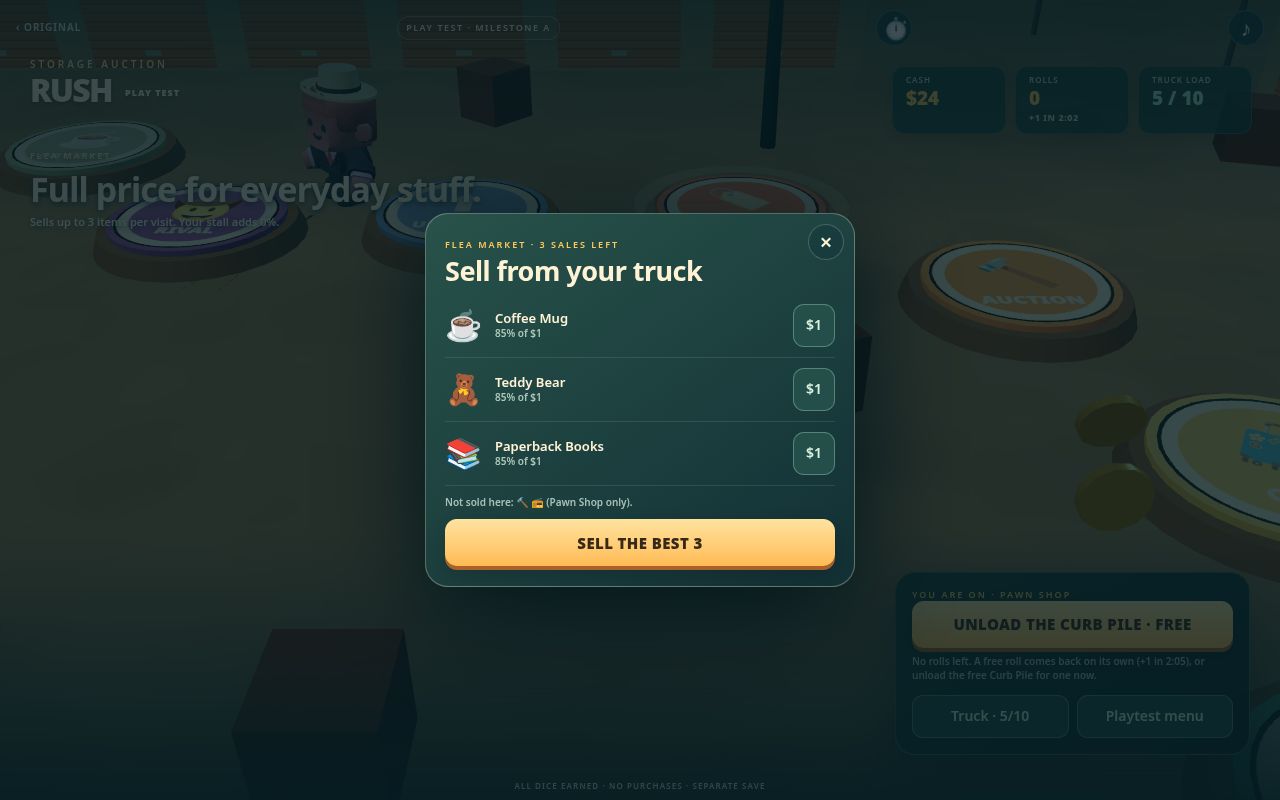 ‹ ORIGINAL
PLAY TEST · MILESTONE A
STORAGE AUCTION
RUSH PLAY TEST
CASH
$24
ROLLS
0
+1 IN 2:02
TRUCK LOAD
5 / 10
FLEA MARKET
Full price for everyday stuff.
Sells up to 3 items per visit. Your stall adds 0%.
RIVAL
AUCTION
FLEA MARKET · 3 SALES LEFT
Sell from your truck
Coffee Mug
85% of $1
$1
Teddy Bear
85% of $1
$1
Paperback Books
85% of $1
$1
Not sold here: 🔨 📻 (Pawn Shop only).
SELL THE BEST 3
YOU ARE ON · PAWN SHOP
UNLOAD THE CURB PILE · FREE
No rolls left. A free roll comes back on its own (+1 in 2:05), or
unload the free Curb Pile for one now.
Truck · 5/10
Playtest menu
ALL DICE EARNED · NO PURCHASES · SEPARATE SAVE